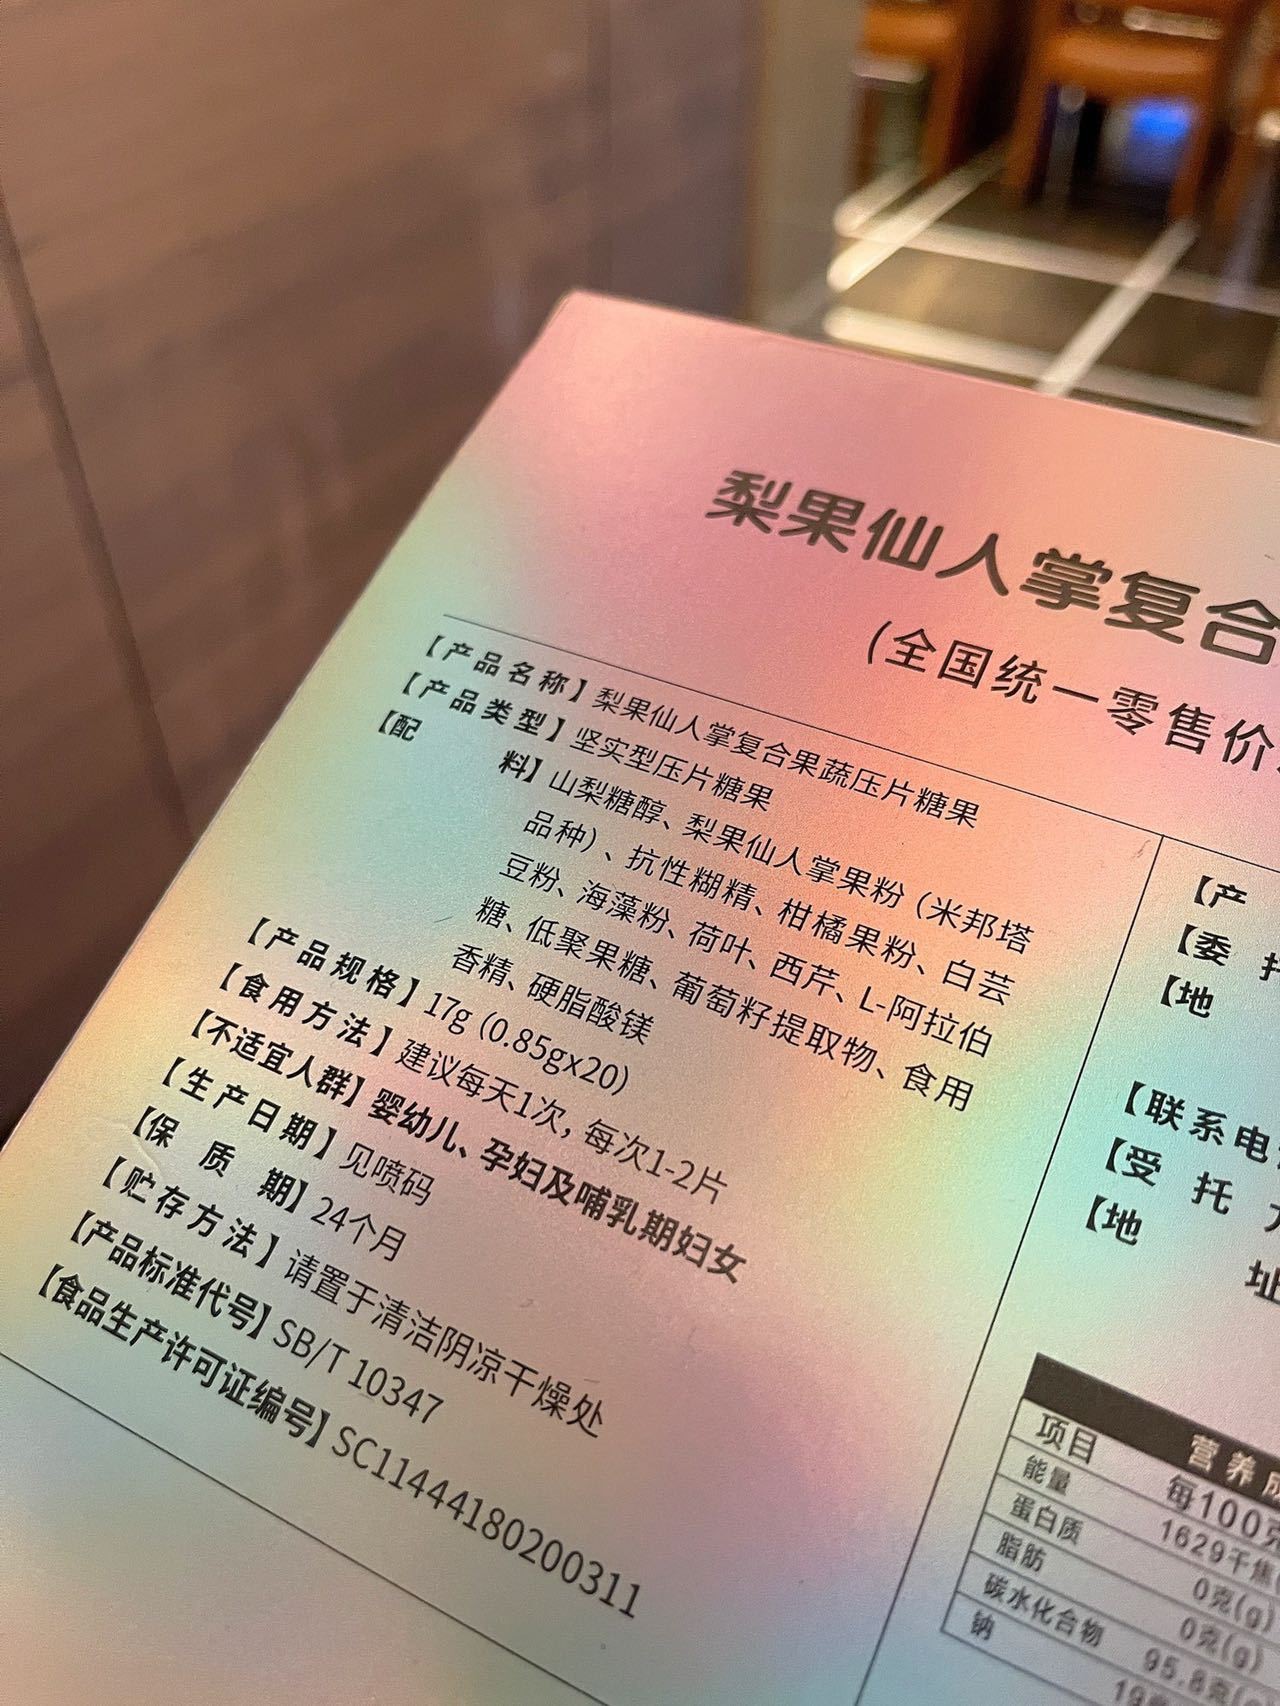 梨果仙人掌复合
(全国统一零售价
【产品名称】梨果仙人掌复合果蔬压片糖果
【产品类型】坚实型压片糖果
【配料】山梨糖醇、梨果仙人掌果粉（米邦塔
品种）、抗性糊精、柑橘果粉、白芸
豆粉、海藻粉、荷叶、西芹、L-阿拉伯
糖、低聚果糖、葡萄籽提取物、食用
香精、硬脂酸镁
【产品规格】17g (0.85gx20)
【食用方法】建议每天1次，每次1-2片
【不适宜人群】婴幼儿、孕妇及哺乳期妇女
【生产日期】见喷码
【保质期】24个月
【贮存方法】请置于清洁阴凉干燥处
【产品标准代号】SB/T 10347
【食品生产许可证编号】SC11444180200311
【产
【委托
【地
【联系电
【受托方
【地址
营养成
项目 每100克
能量 1629千焦
蛋白质 0克(g)
脂肪 0克(g)
碳水化合物 95.8克
钠